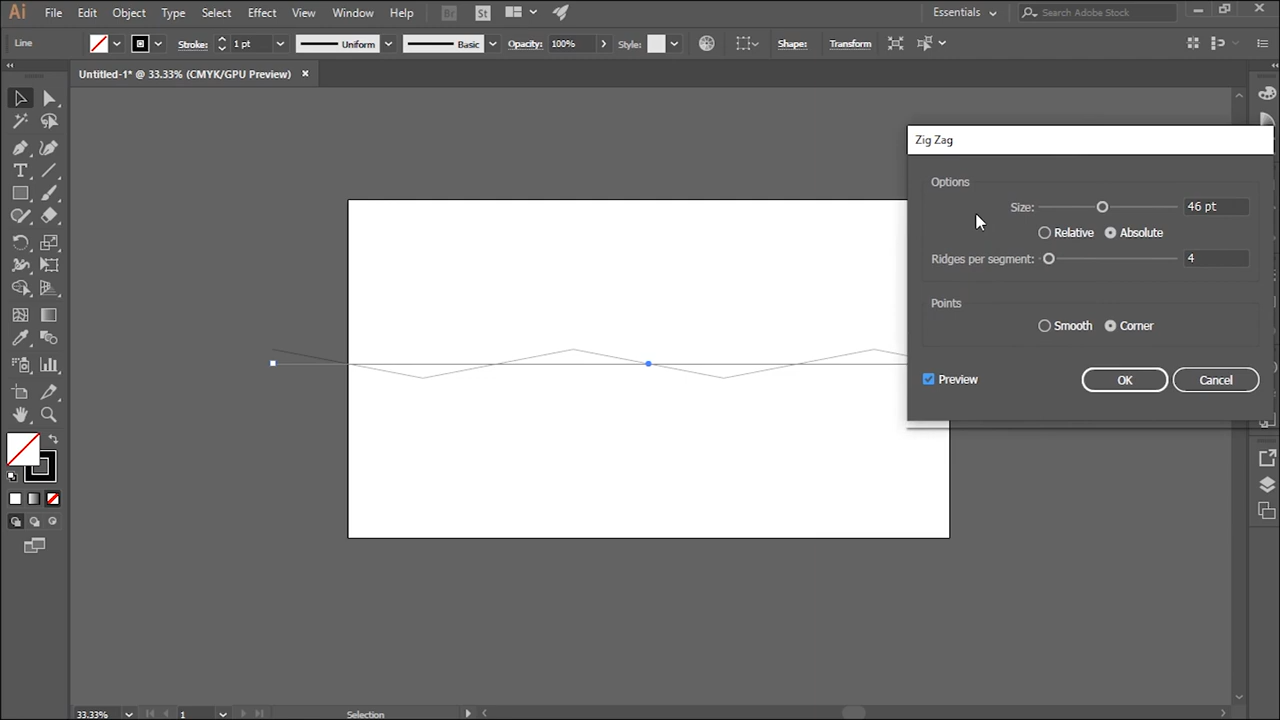 Ai File Edit Object Type Select Effect View Window Help Br St Essentials Search Adobe Stock
Line Stroke: 1 pt Uniform Basic Opacity: 100% Style: Shape: Transform
Untitled-1* @ 33.33% (CMYK/GPU Preview)
Zig Zag
Options
Size: 46 pt
Relative Absolute
Ridges per segment: 4
Points
Smooth Corner
Preview OK Cancel
33.33% 1 Selection